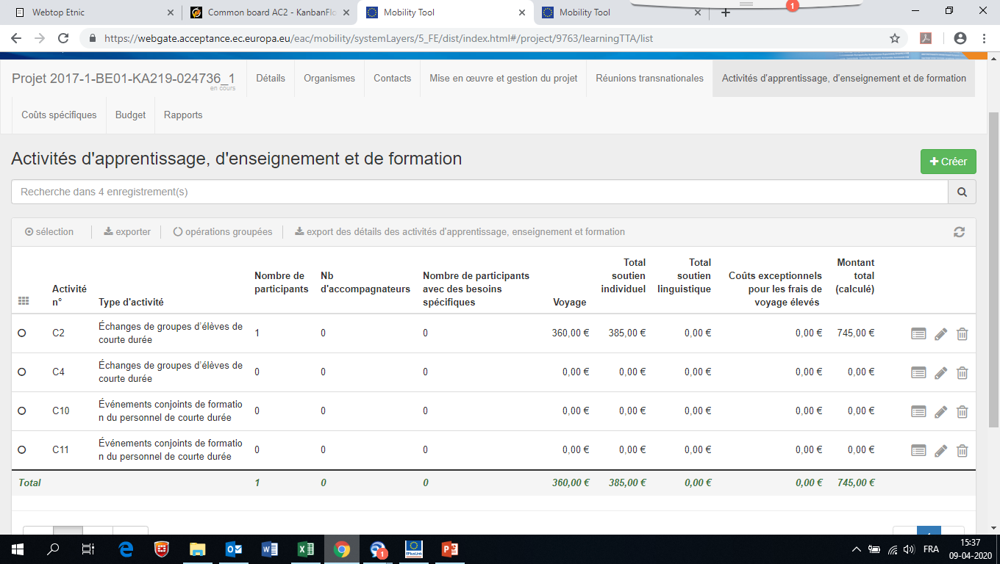 Webtop Etnic
Common board AC2 - KanbanFlo
Mobility Tool
Mobility Tool
1
https://webgate.acceptance.ec.europa.eu/eac/mobility/systemLayers/5_FE/dist/index.html#/project/9763/learningTTA/list
Projet 2017-1-BE01-KA219-024736_1
en cours
Détails
Organismes
Contacts
Mise en œuvre et gestion du projet
Réunions transnationales
Activités d'apprentissage, d'enseignement et de formation
Coûts spécifiques
Budget
Rapports
Activités d'apprentissage, d'enseignement et de formation
Créer
Recherche dans 4 enregistrement(s)
sélection
exporter
opérations groupées
export des détails des activités d'apprentissage, enseignement et formation
Activité
n°
Type d'activité
Nombre de
participants
Nb
d'accompagnateurs
Nombre de participants
avec des besoins
spécifiques
Voyage
Total
soutien
individuel
Total
soutien
linguistique
Coûts exceptionnels
pour les frais de
voyage élevés
Montant
total
(calculé)
C2
Échanges de groupes d'élèves de
courte durée
1 0 0 360,00 € 385,00 € 0,00 € 0,00 € 745,00 €
C4
Échanges de groupes d'élèves de
courte durée
0 0 0 0,00 € 0,00 € 0,00 € 0,00 € 0,00 €
C10
Événements conjoints de formatio
n du personnel de courte durée
0 0 0 0,00 € 0,00 € 0,00 € 0,00 € 0,00 €
C11
Événements conjoints de formatio
n du personnel de courte durée
0 0 0 0,00 € 0,00 € 0,00 € 0,00 € 0,00 €
Total 1 0 0 360,00 € 385,00 € 0,00 € 0,00 € 745,00 €
1
EPlusLink
FRA
15:37
09-04-2020